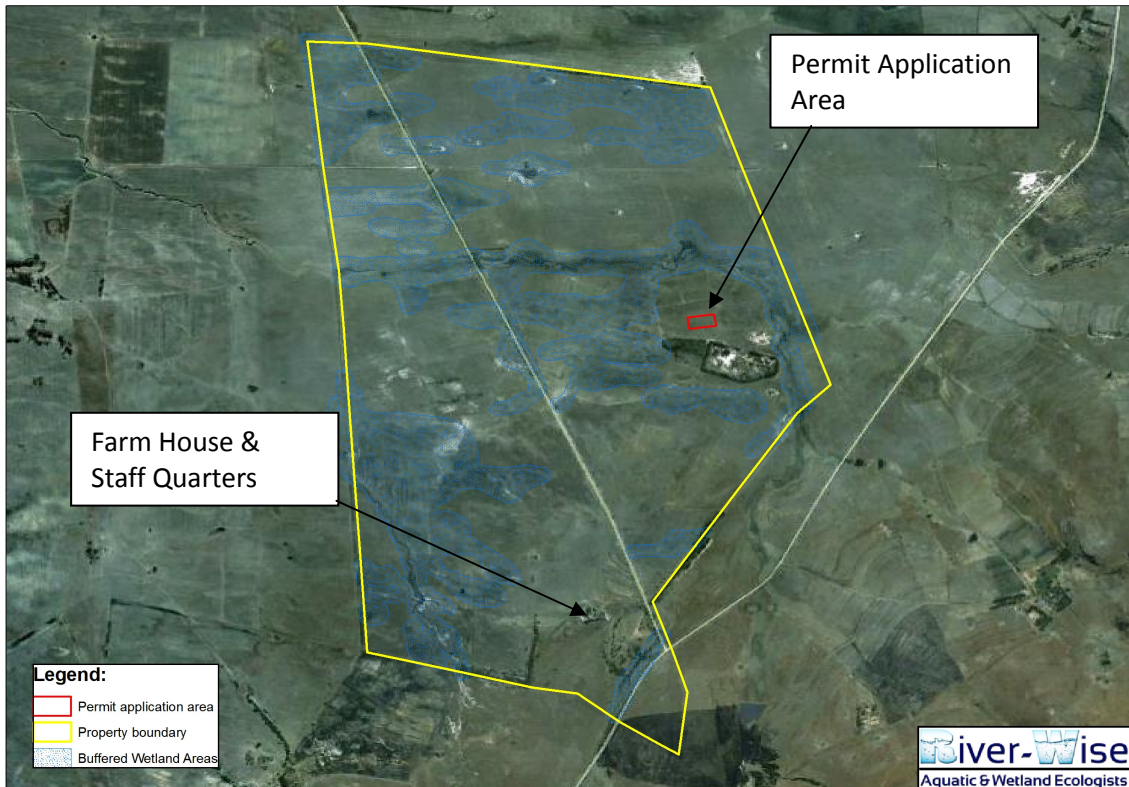 Permit Application
Area
Farm House &
Staff Quarters
Legend:
Permit application area
Property boundary
Buffered Wetland Areas
River-Wise
Aquatic & Wetland Ecologists